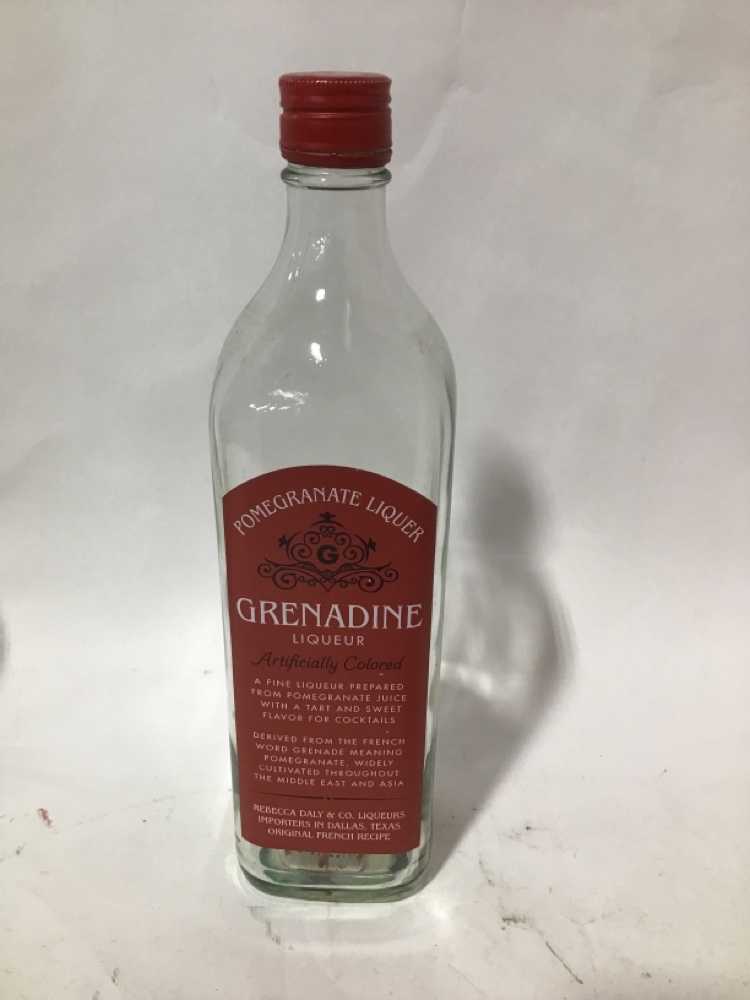 POMEGRANATE LIQUER
G
GRENADINE
LIQUEUR
Artificially Colored
A FINE LIQUEUR PREPARED
FROM POMEGRANATE JUICE
WITH A TART AND SWEET
FLAVOR FOR COCKTAILS
DERIVED FROM THE FRENCH
WORD GRENADE MEANING
POMEGRANATE, WIDELY
CULTIVATED THROUGHOUT
THE MIDDLE EAST AND ASIA
REBECCA DALY & CO. LIQUEURS
IMPORTERS IN DALLAS, TEXAS
ORIGINAL FRENCH RECIPE